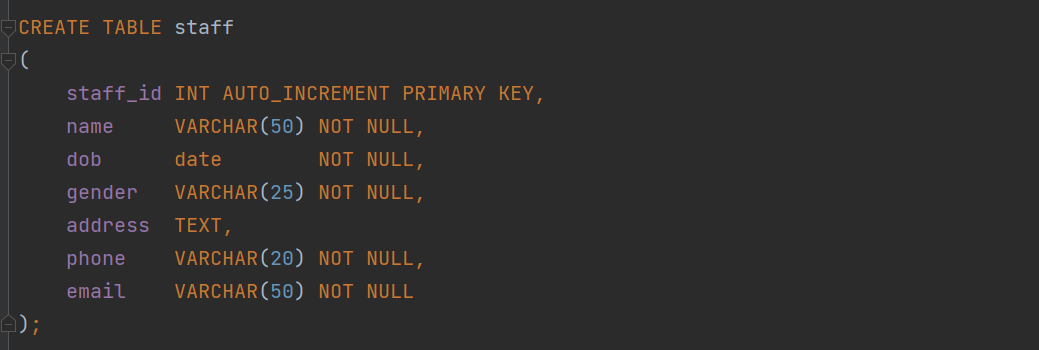 CREATE TABLE staff
(
    staff_id INT AUTO_INCREMENT PRIMARY KEY,
    name     VARCHAR(50) NOT NULL,
    dob      date        NOT NULL,
    gender   VARCHAR(25) NOT NULL,
    address  TEXT,
    phone    VARCHAR(20) NOT NULL,
    email    VARCHAR(50) NOT NULL
);